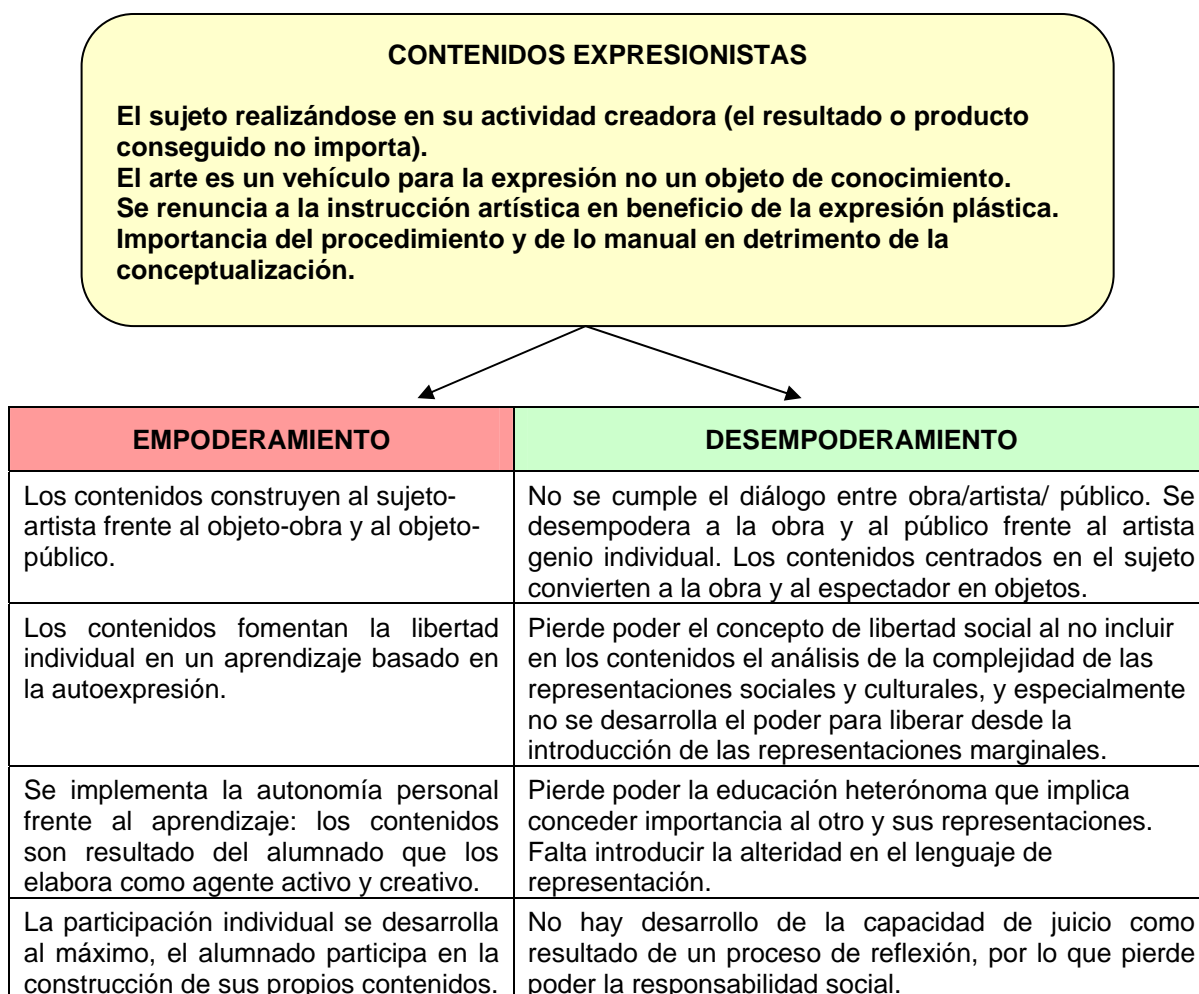 CONTENIDOS EXPRESIONISTAS
El sujeto realizándose en su actividad creadora (el resultado o producto
conseguido no importa).
El arte es un vehículo para la expresión no un objeto de conocimiento.
Se renuncia a la instrucción artística en beneficio de la expresión plástica.
Importancia del procedimiento y de lo manual en detrimento de la
conceptualización.
EMPODERAMIENTO
DESEMPODERAMIENTO
Los contenidos construyen al sujeto-
artista frente al objeto-obra y al objeto-
público.
No se cumple el diálogo entre obra/artista/ público. Se
desempodera a la obra y al público frente al artista
genio individual. Los contenidos centrados en el sujeto
convierten a la obra y al espectador en objetos.
Los contenidos fomentan la libertad
individual en un aprendizaje basado en
la autoexpresión.
Pierde poder el concepto de libertad social al no incluir
en los contenidos el análisis de la complejidad de las
representaciones sociales y culturales, y especialmente
no se desarrolla el poder para liberar desde la
introducción de las representaciones marginales.
Se implementa la autonomía personal
frente al aprendizaje: los contenidos
son resultado del alumnado que los
elabora como agente activo y creativo.
Pierde poder la educación heterónoma que implica
conceder importancia al otro y sus representaciones.
Falta introducir la alteridad en el lenguaje de
representación.
La participación individual se desarrolla
al máximo, el alumnado participa en la
construcción de sus propios contenidos.
No hay desarrollo de la capacidad de juicio como
resultado de un proceso de reflexión, por lo que pierde
poder la responsabilidad social.